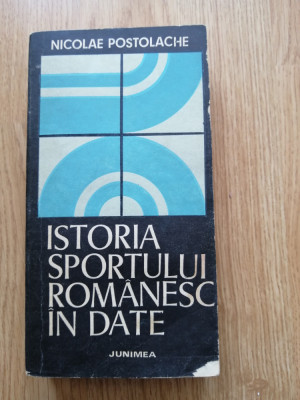 NICOLAE POSTOLACHE
ISTORIA
SPORTULUI
ROMÂNESC
ÎN DATE
JUNIMEA